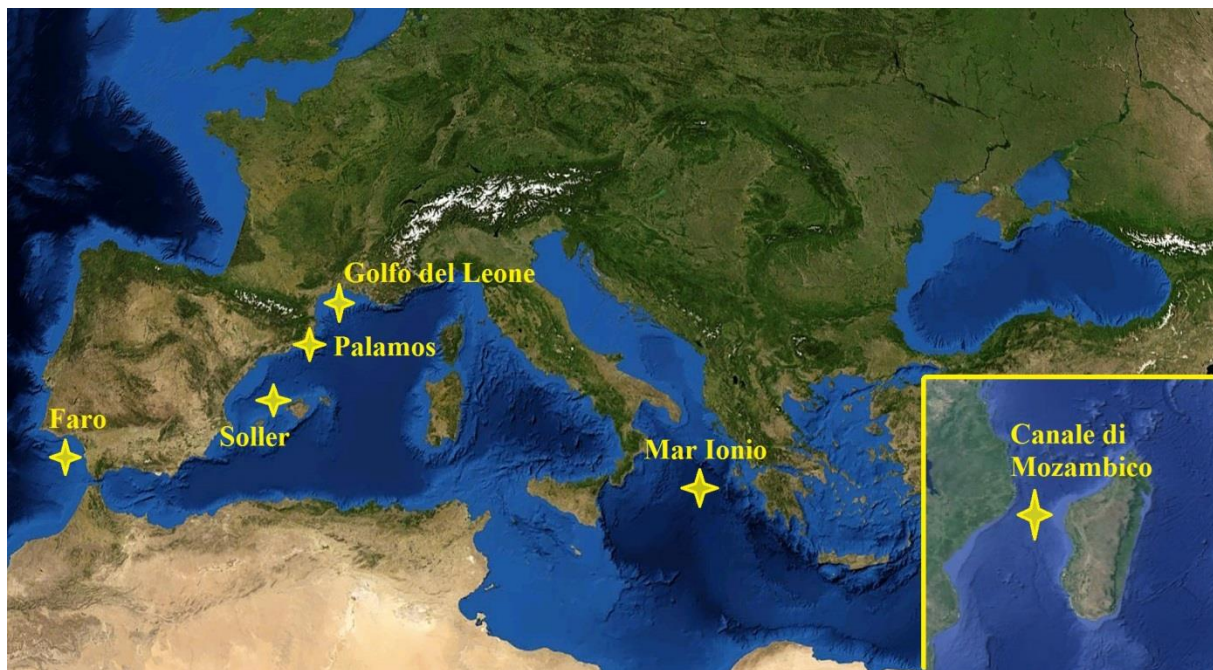 Golfo del Leone
Palamos
Faro
Soller
Mar Ionio
Canale di
Mozambico